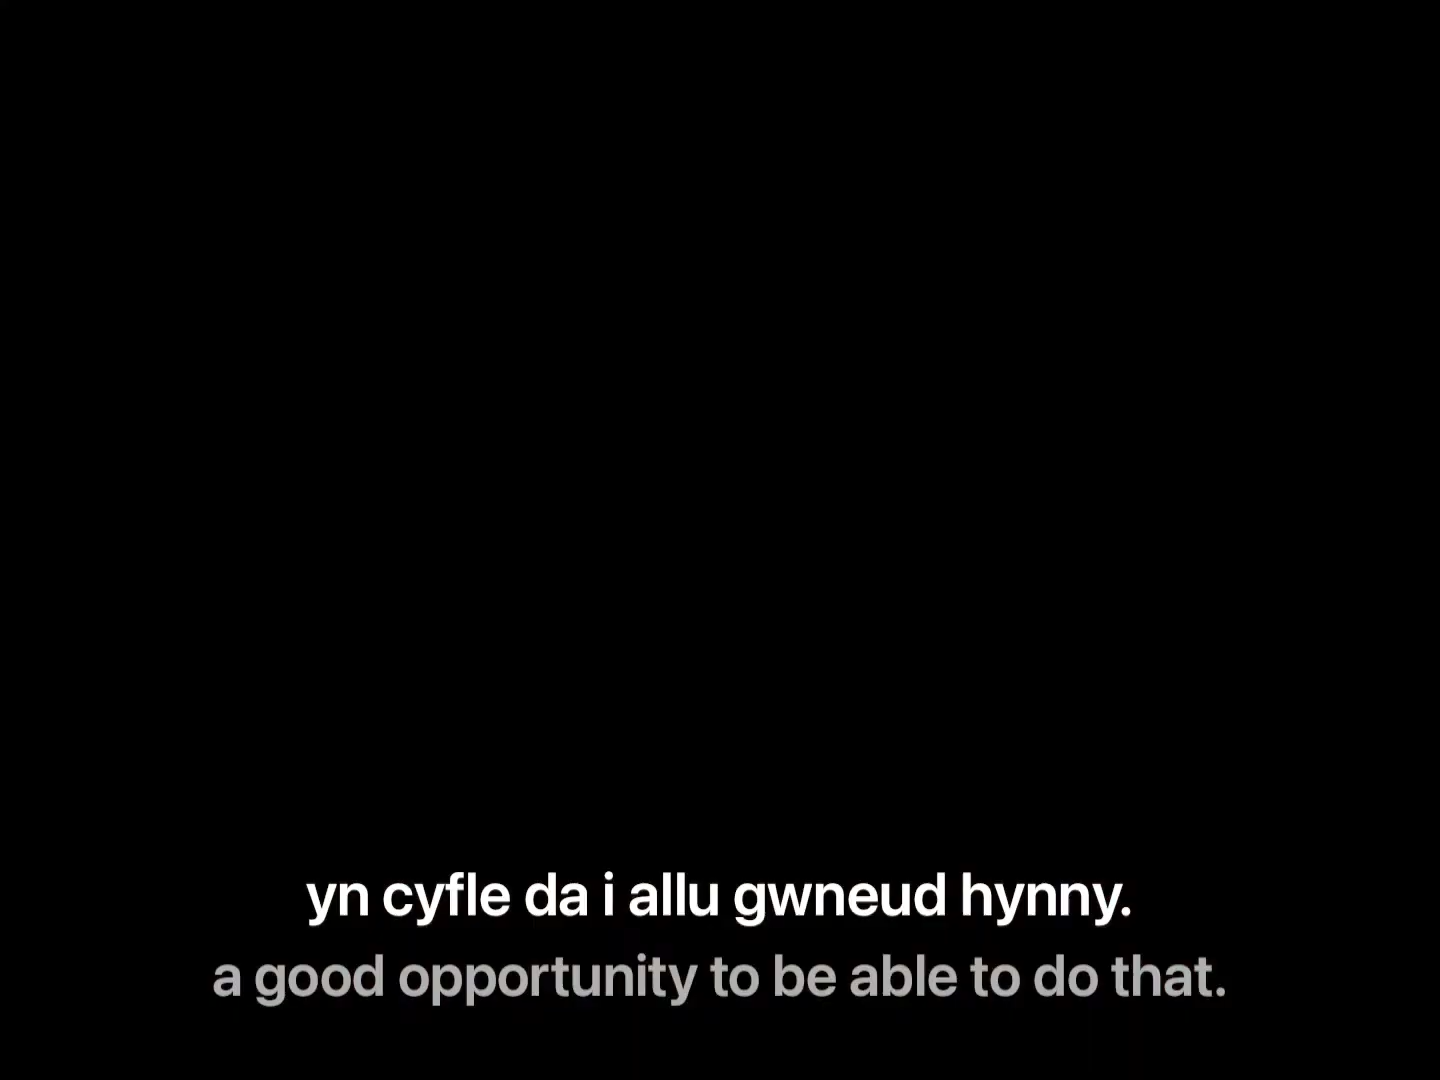 yn cyfle da i allu gwneud hynny.
a good opportunity to be able to do that.